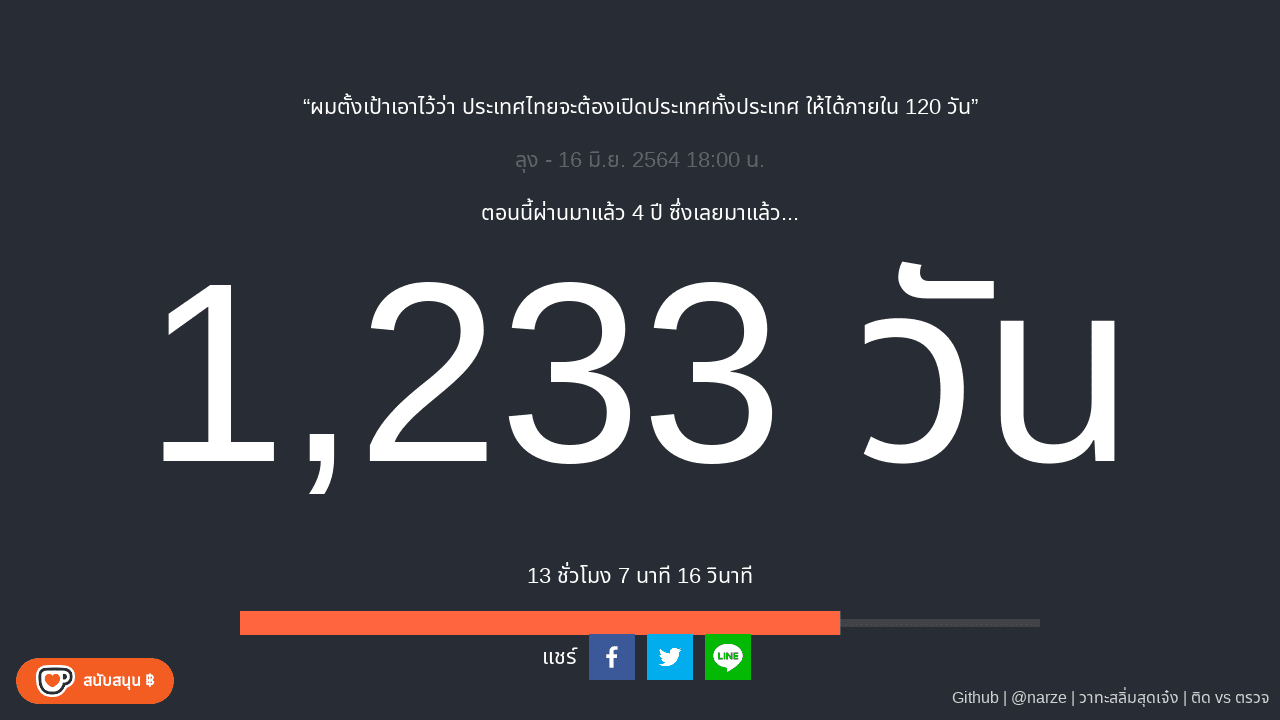 “ผมตั้งเป้าเอาไว้ว่า ประเทศไทยจะต้องเปิดประเทศทั้งประเทศ ให้ได้ภายใน 120 วัน”
ลุง - 16 มิ.ย. 2564 18:00 น.
ตอนนี้ผ่านมาแล้ว 4 ปี ซึ่งเลยมาแล้ว...
1,233 วัน
13 ชั่วโมง 7 นาที 16 วินาที
แชร์
LINE
สนับสนุน ฿
Github | @narze | วาทะสลิ่มสุดเจ๋ง | ติด vs ตรวจ